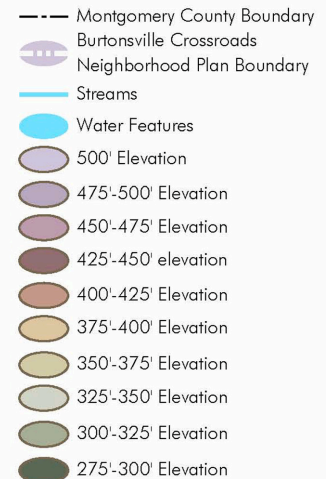 Montgomery County Boundary
Burtonsville Crossroads
Neighborhood Plan Boundary
Streams
Water Features
500' Elevation
475'-500' Elevation
450'-475' Elevation
425'-450' elevation
400'-425' Elevation
375'-400' Elevation
350'-375' Elevation
325'-350' Elevation
300'-325' Elevation
275'-300' Elevation